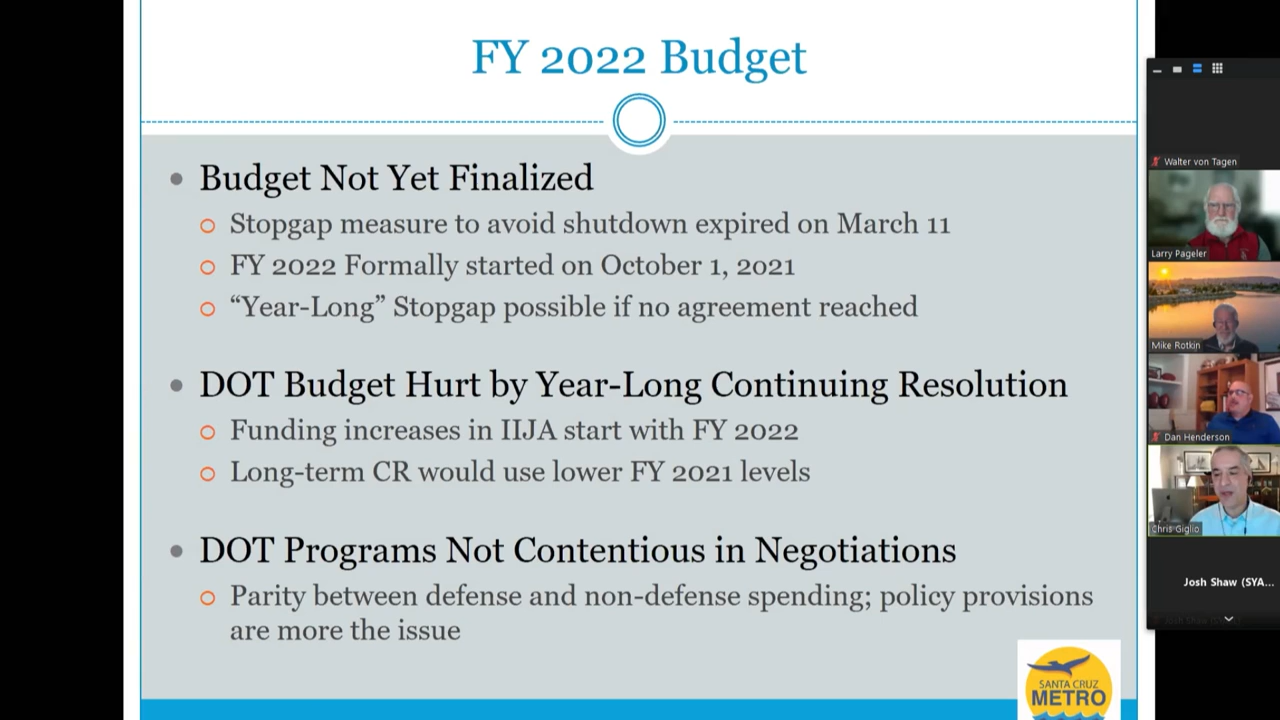 FY 2022 Budget
Budget Not Yet Finalized
Stopgap measure to avoid shutdown expired on March 11
FY 2022 Formally started on October 1, 2021
“Year-Long” Stopgap possible if no agreement reached
DOT Budget Hurt by Year-Long Continuing Resolution
Funding increases in IIJA start with FY 2022
Long-term CR would use lower FY 2021 levels
DOT Programs Not Contentious in Negotiations
Parity between defense and non-defense spending; policy provisions
are more the issue
SANTA CRUZ
METRO
Walter von Tagen
Larry Pageler
Mike Rotkin
Dan Henderson
Chris Giglio
Josh Shaw (SYA...